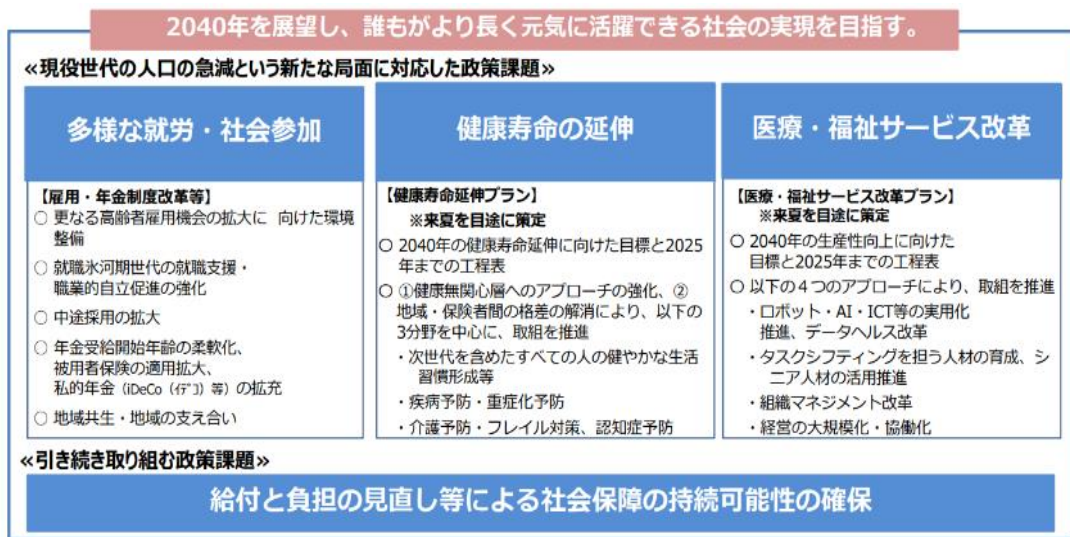 2040年を展望し、誰もがより長く元気に活躍できる社会の実現を目指す。
≪現役世代の人口の急減という新たな局面に対応した政策課題≫
多様な就労・社会参加
【雇用・年金制度改革等】
○ 更なる高齢者雇用機会の拡大に 向けた環境
整備
○ 就職氷河期世代の就職支援・
職業的自立促進の強化
○ 中途採用の拡大
○ 年金受給開始年齢の柔軟化、
被用者保険の適用拡大、
私的年金（iDeCo（ｲﾃﾞｺ）等）の拡充
○ 地域共生・地域の支え合い
健康寿命の延伸
【健康寿命延伸プラン】
※来夏を目途に策定
○ 2040年の健康寿命延伸に向けた目標と2025
年までの工程表
○ ①健康無関心層へのアプローチの強化、②
地域・保険者間の格差の解消により、以下の
3分野を中心に、取組を推進
・次世代を含めたすべての人の健やかな生活
習慣形成等
・疾病予防・重症化予防
・介護予防・フレイル対策、認知症予防
医療・福祉サービス改革
【医療・福祉サービス改革プラン】
※来夏を目途に策定
○ 2040年の生産性向上に向けた
目標と2025年までの工程表
○ 以下の４つのアプローチにより、取組を推進
・ロボット・AI・ICT等の実用化
推進、データヘルス改革
・タスクシフティングを担う人材の育成、シ
ニア人材の活用推進
・組織マネジメント改革
・経営の大規模化・協働化
≪引き続き取り組む政策課題≫
給付と負担の見直し等による社会保障の持続可能性の確保